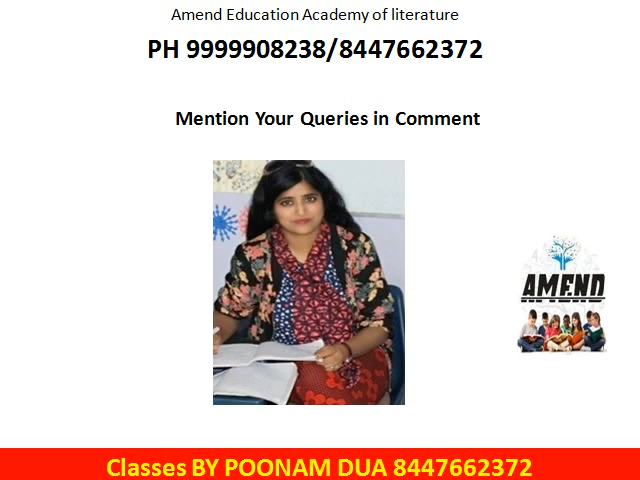 Amend Education Academy of literature
PH 9999908238/8447662372
Mention Your Queries in Comment
AMEND
Classes BY POONAM DUA 8447662372